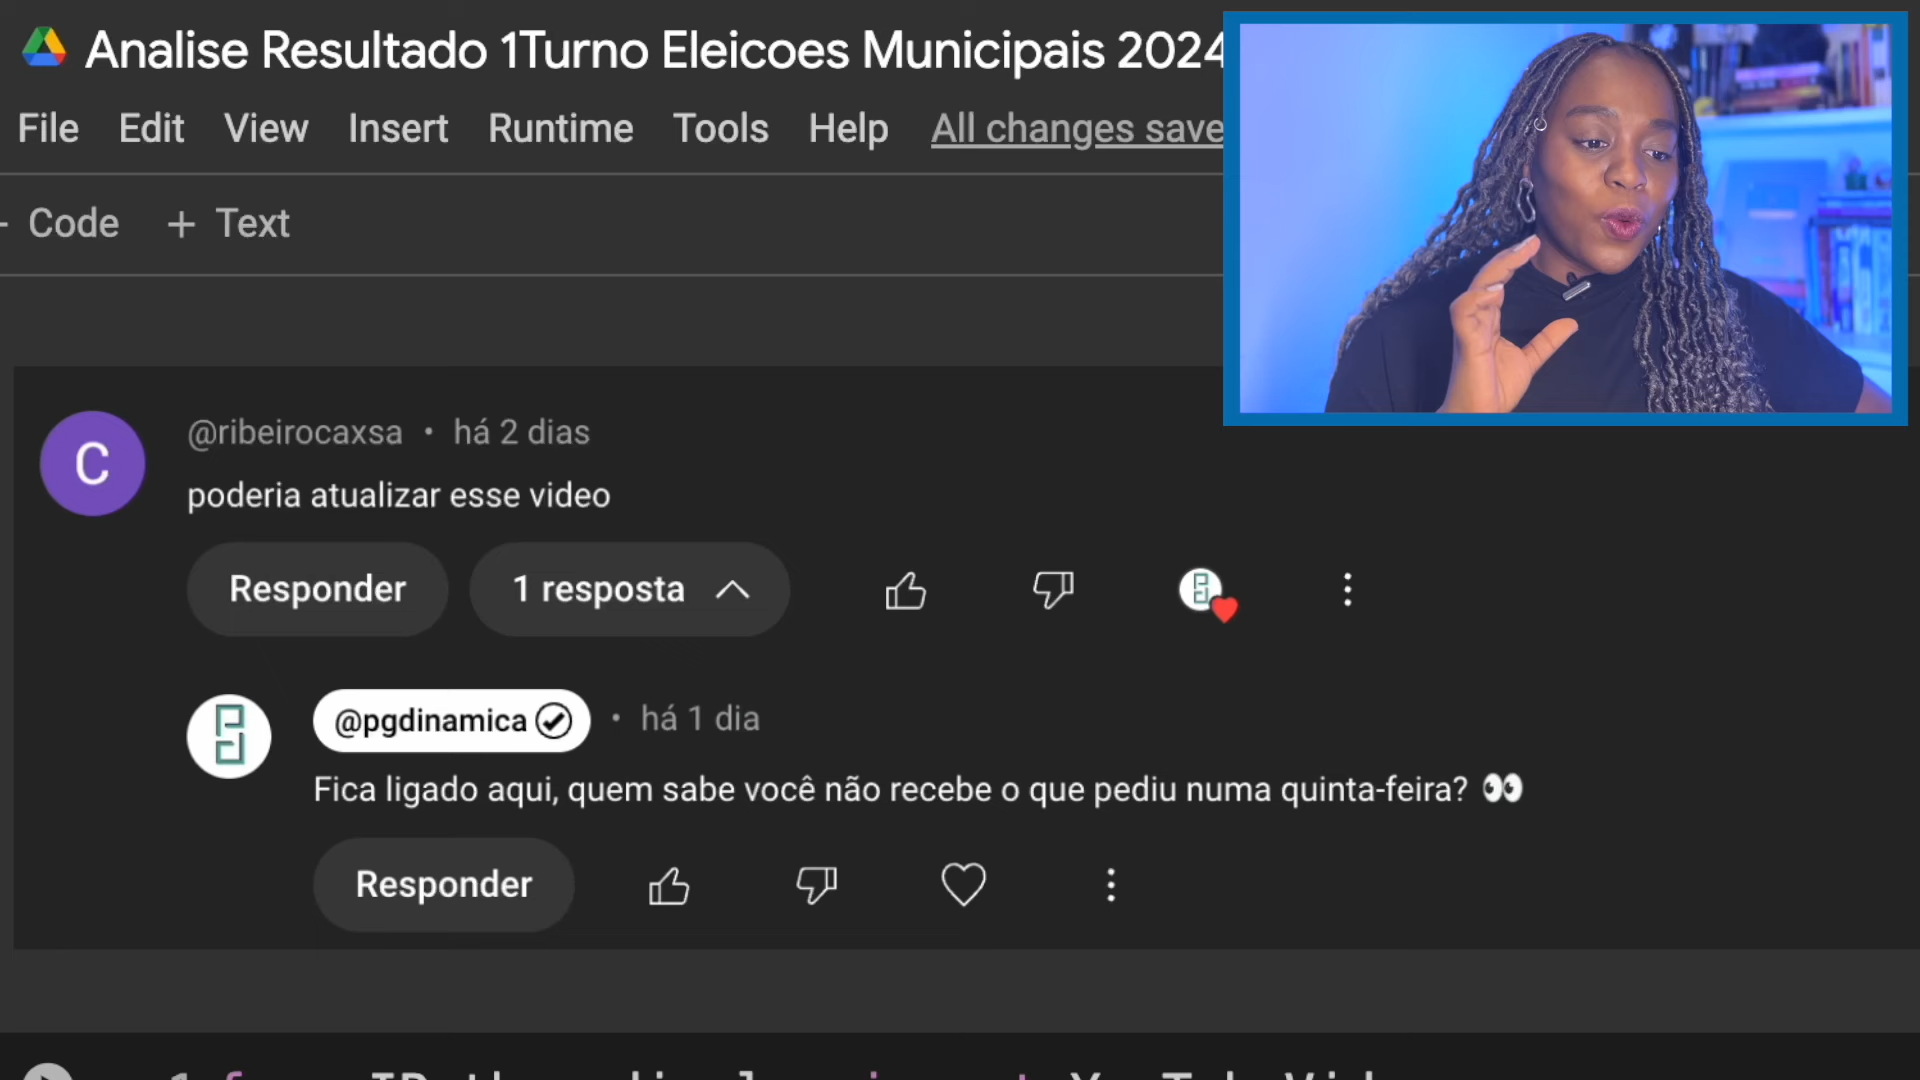 Analise Resultado 1Turno Eleicoes Municipais 2024
File Edit View Insert Runtime Tools Help All changes save
Code + Text
C
@ribeirocaxsa • há 2 dias
poderia atualizar esse video
Responder 1 resposta
@pgdinamica • há 1 dia
Fica ligado aqui, quem sabe você não recebe o que pediu numa quinta-feira? 👀
Responder